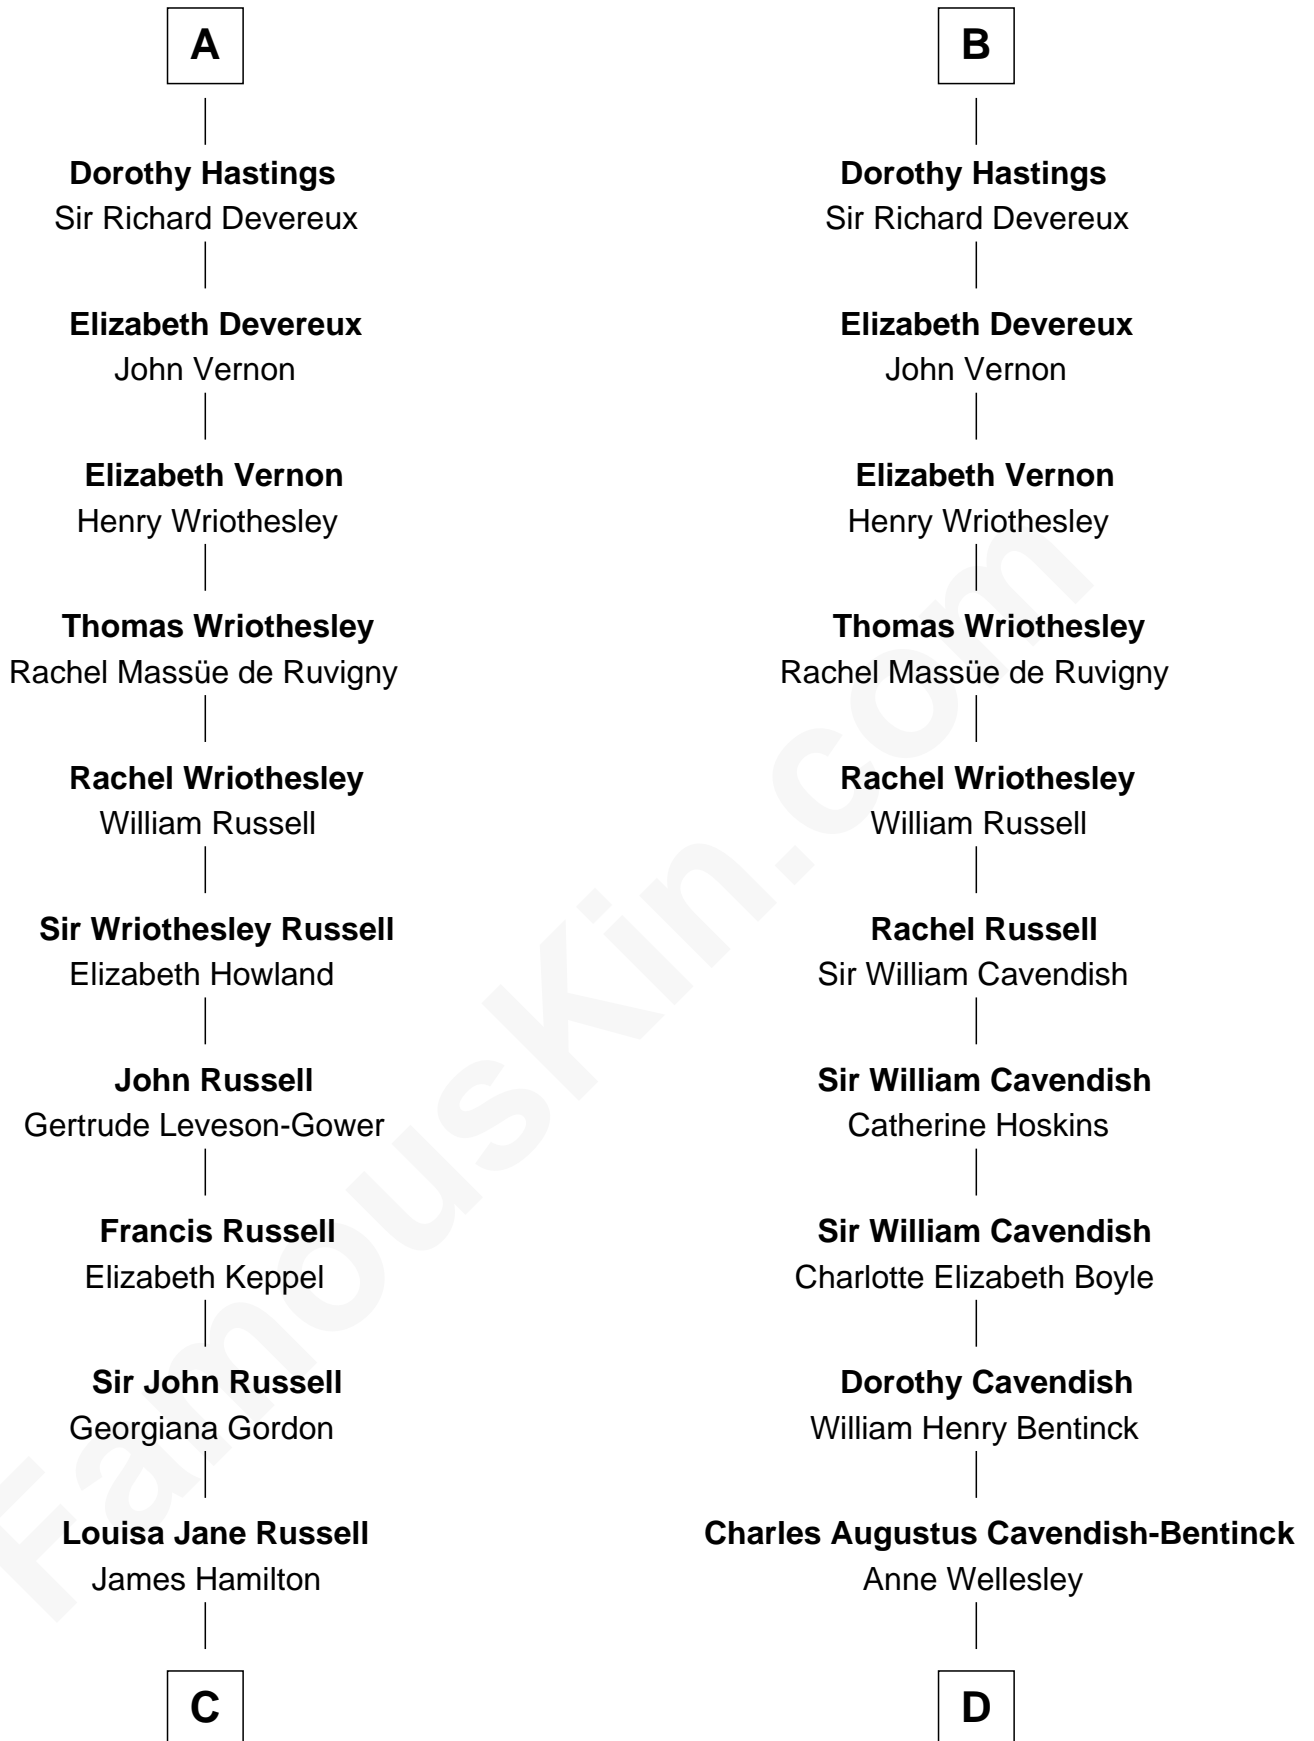 A
Dorothy Hastings
Sir Richard Devereux
Elizabeth Devereux
John Vernon
Elizabeth Vernon
Henry Wriothesley
Thomas Wriothesley
Rachel Massüe de Ruvigny
Rachel Wriothesley
William Russell
Sir Wriothesley Russell
Elizabeth Howland
John Russell
Gertrude Leveson-Gower
Francis Russell
Elizabeth Keppel
Sir John Russell
Georgiana Gordon
Louisa Jane Russell
James Hamilton
C
B
Dorothy Hastings
Sir Richard Devereux
Elizabeth Devereux
John Vernon
Elizabeth Vernon
Henry Wriothesley
Thomas Wriothesley
Rachel Massüe de Ruvigny
Rachel Wriothesley
William Russell
Rachel Russell
Sir William Cavendish
Sir William Cavendish
Catherine Hoskins
Sir William Cavendish
Charlotte Elizabeth Boyle
Dorothy Cavendish
William Henry Bentinck
Charles Augustus Cavendish-Bentinck
Anne Wellesley
D
FamousKin.com